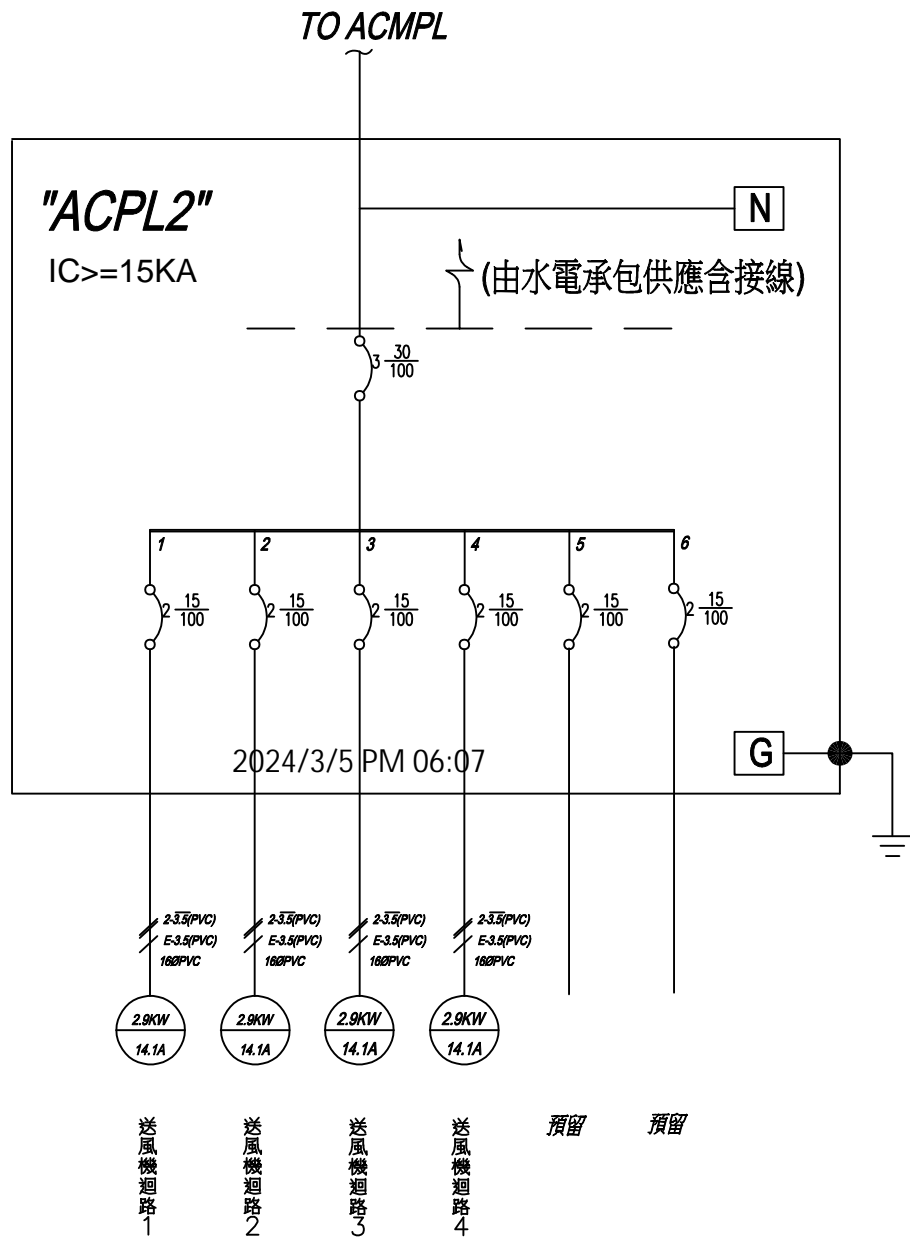 TO ACMPL
"ACPL2"
N
IC>=15KA
(由水電承包供應含接線)
3 30/100
1 2 3 4 5 6
2 15/100 2 15/100 2 15/100 2 15/100 2 15/100 2 15/100
2024/3/5 PM 06:07
G
2-3.5(PVC) 2-3.5(PVC) 2-3.5(PVC) 2-3.5(PVC)
E-3.5(PVC) E-3.5(PVC) E-3.5(PVC) E-3.5(PVC)
16ØPVC 16ØPVC 16ØPVC 16ØPVC
2.9KW 2.9KW 2.9KW 2.9KW
14.1A 14.1A 14.1A 14.1A
送風機迴路1
送風機迴路2
送風機迴路3
送風機迴路4
預留
預留